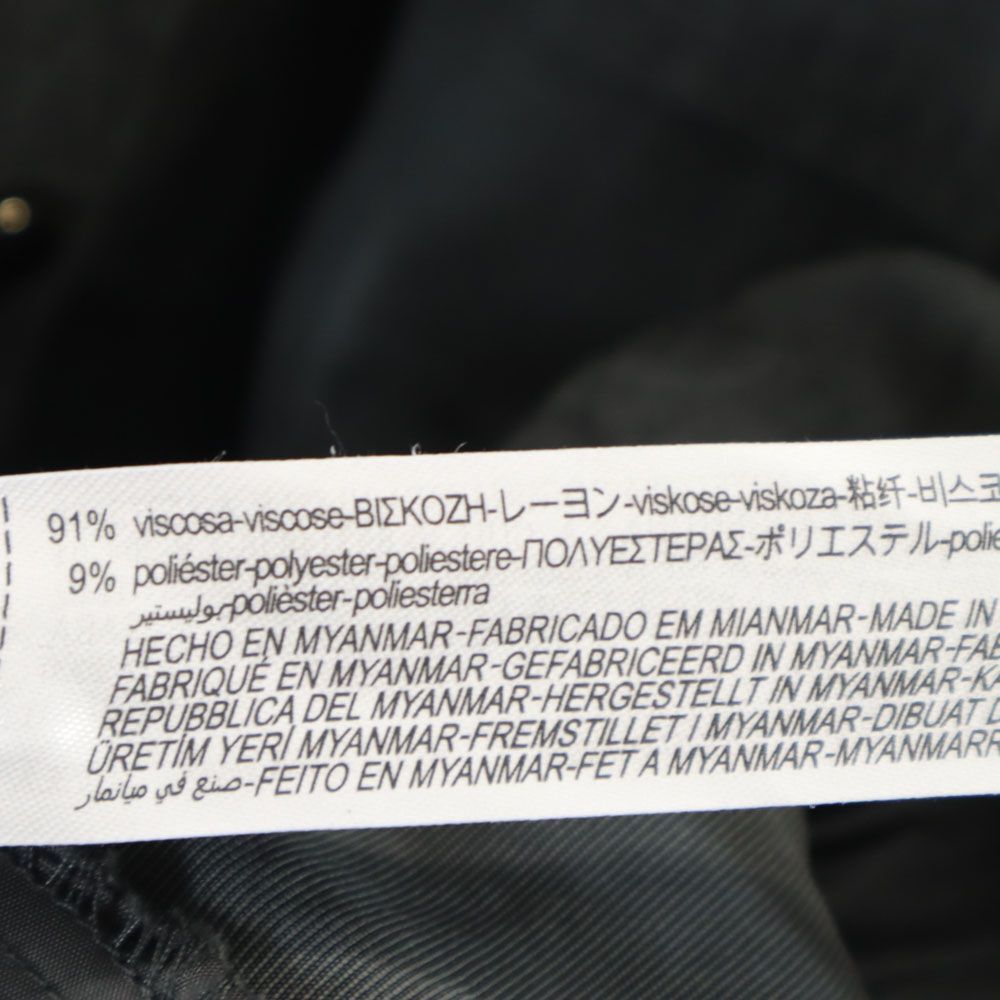 91% viscosa-viscose-ΒΙΣΚΟΖΗ-レーヨン-viskose-viskoza-粘纤-비스코
9% poliéster-polyester-poliestere-ΠΟΛΥΕΣΤΕΡΑΣ-ポリエステル-polie
بوليستير-polièster-poliesterra
HECHO EN MYANMAR-FABRICADO EM MIANMAR-MADE IN
FABRIQUÉ EN MYANMAR-GEFABRICEERD IN MYANMAR-FAB
REPUBBLICA DEL MYANMAR-HERGESTELLT IN MYANMAR-KA
ÜRETİM YERİ MYANMAR-FREMSTILLET I MYANMAR-DIBUAT D
صنع في ميانمار-FEITO EN MYANMAR-FET A MYANMAR-MYANMARR